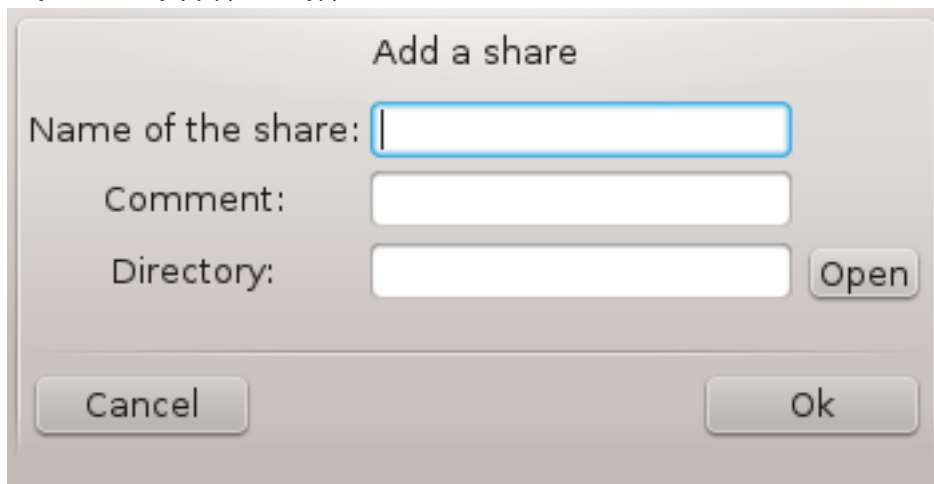 Add a share
Name of the share:
Comment:
Directory:
Open
Cancel
Ok